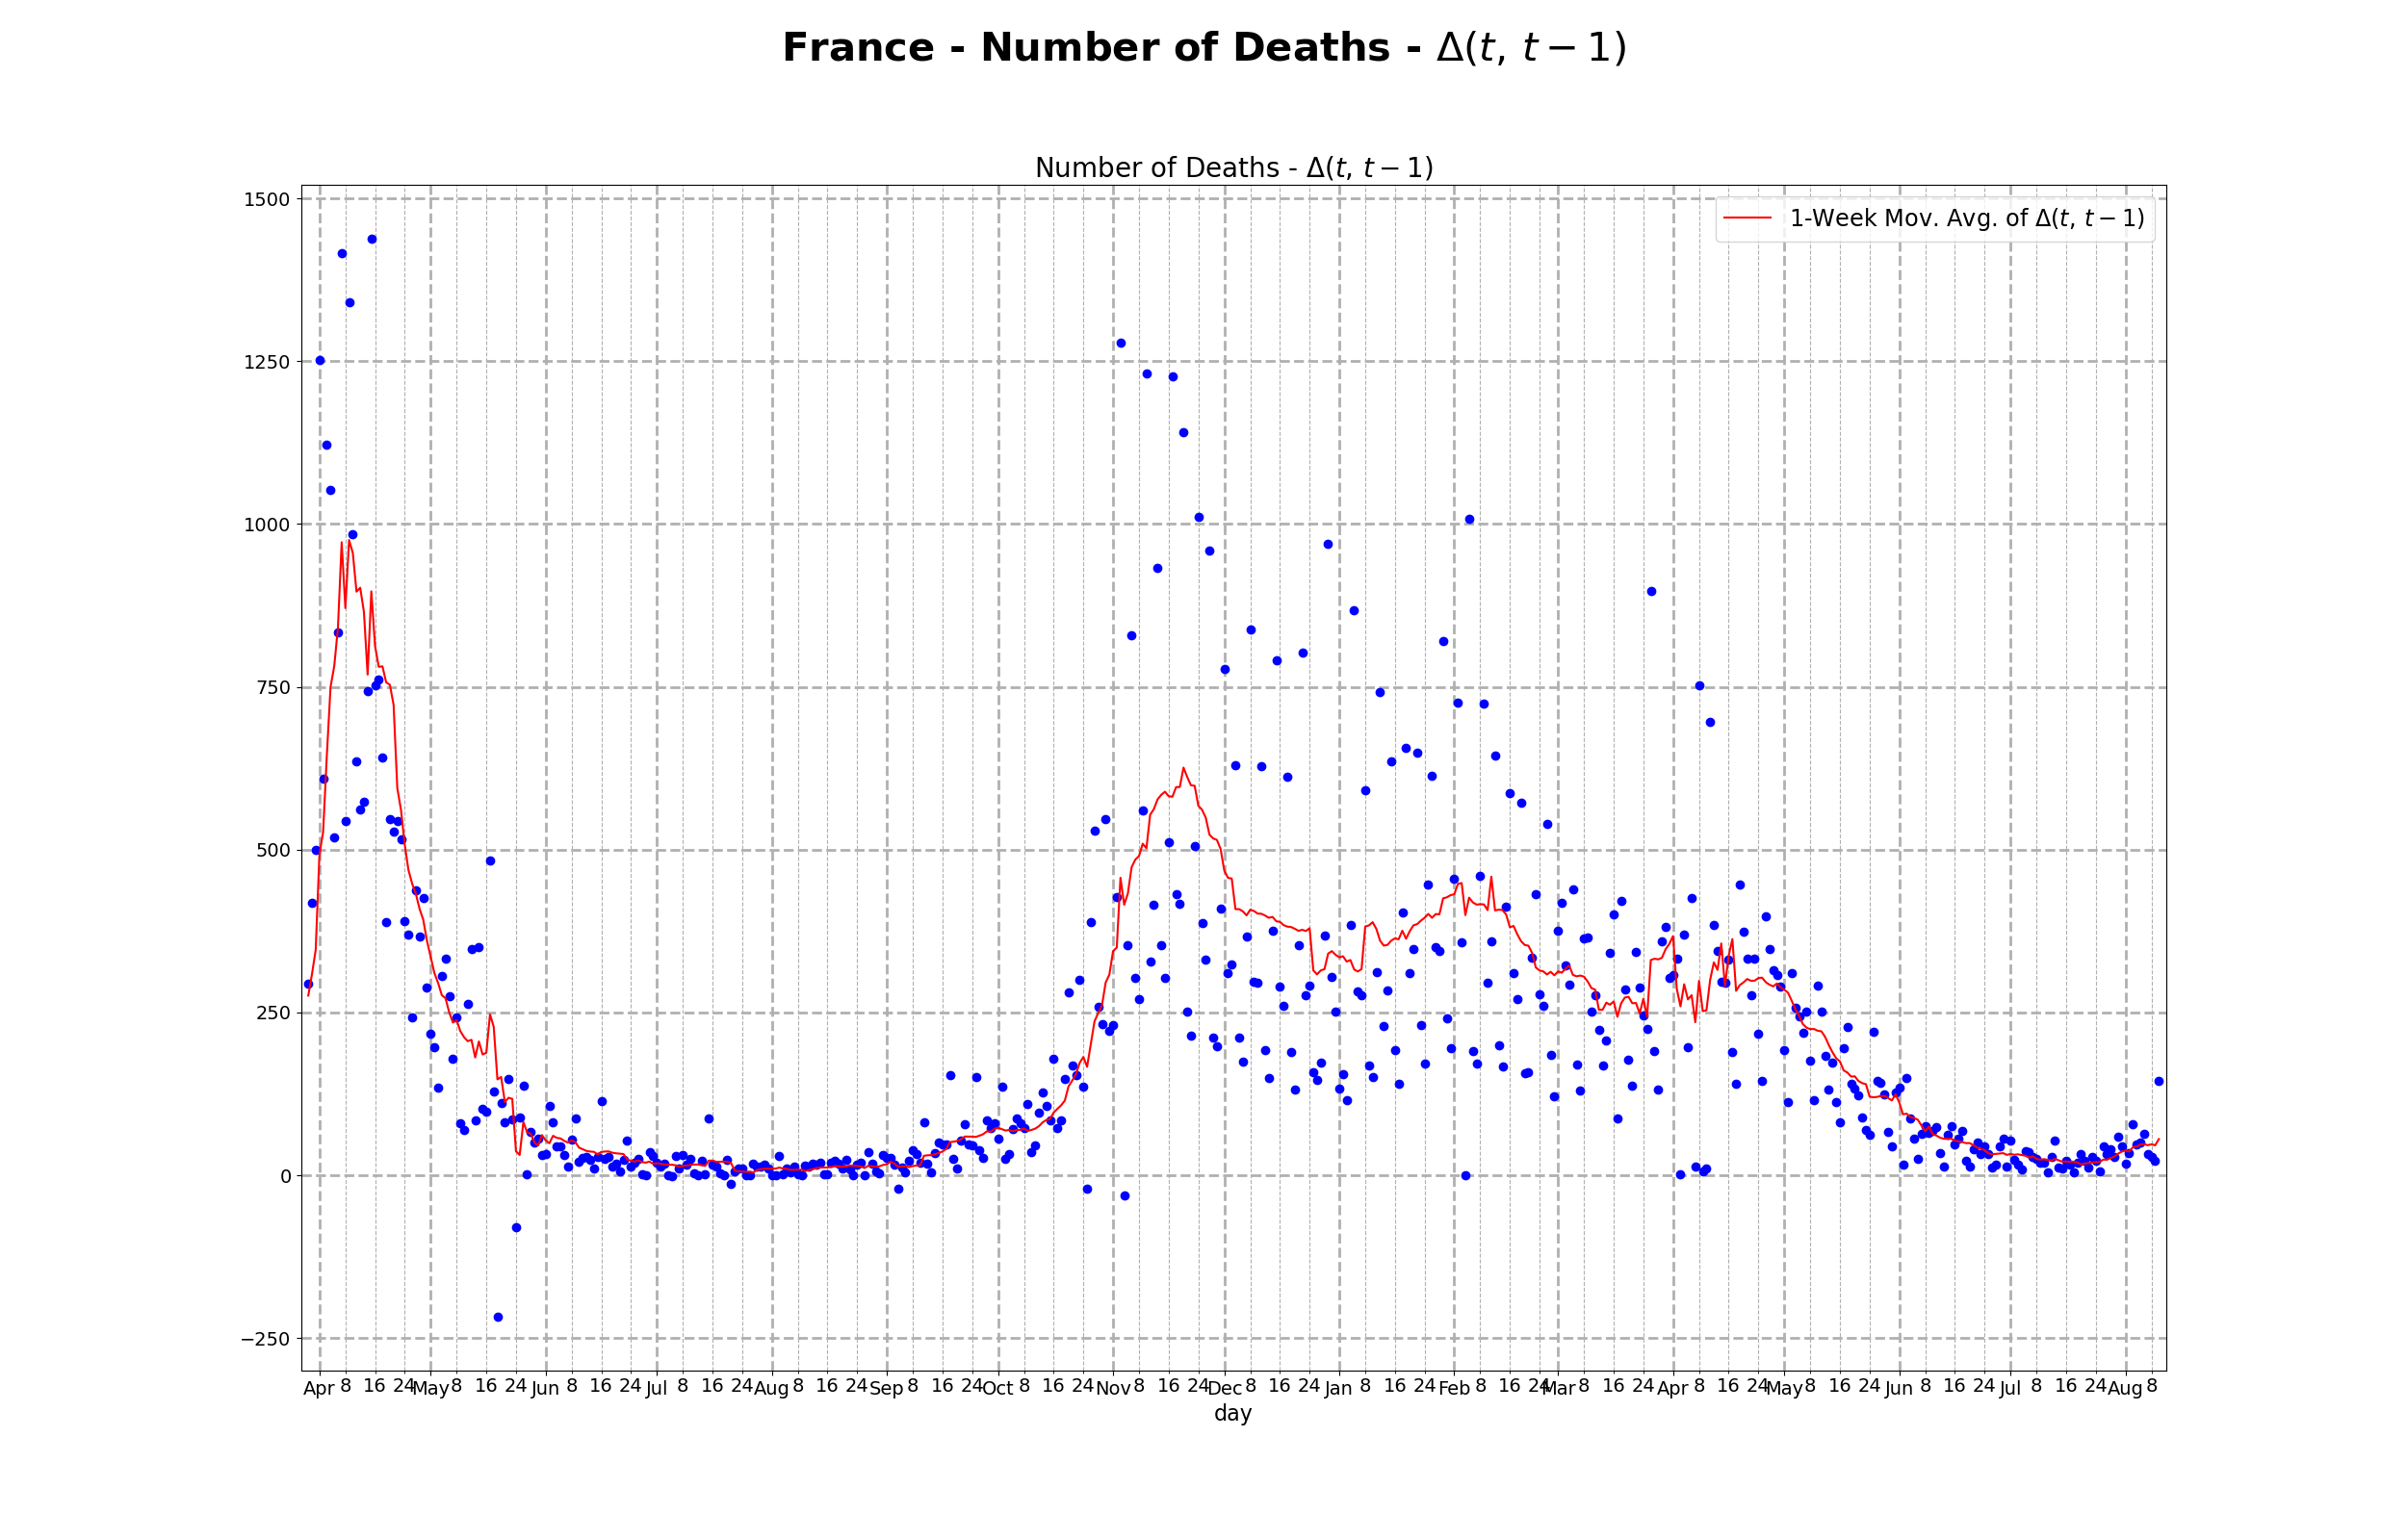 France - Number of Deaths - Δ(t, t − 1)
Number of Deaths - Δ(t, t − 1)
1-Week Mov. Avg. of Δ(t, t − 1)
1500
1250
1000
750
500
250
0
−250
Apr 8 16 24 May 8 16 24 Jun 8 16 24 Jul 8 16 24 Aug 8 16 24 Sep 8 16 24 Oct 8 16 24 Nov 8 16 24 Dec 8 16 24 Jan 8 16 24 Feb 8 16 24 Mar 8 16 24 Apr 8 16 24 May 8 16 24 Jun 8 16 24 Jul 8 16 24 Aug 8
day